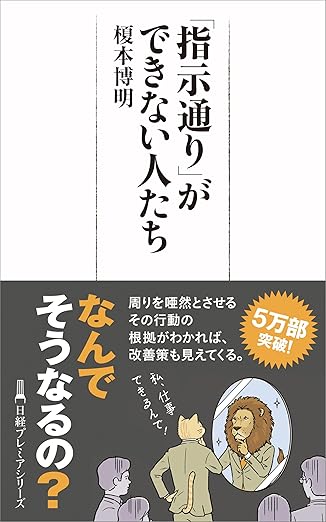 「指示通り」が
できない人たち
榎本博明
周りを唖然とさせる
その行動の
根拠がわかれば、
改善策も見えてくる。
5万部
突破!
なんで
そうなるの?
私、仕事
できるんで!
日経プレミアシリーズ